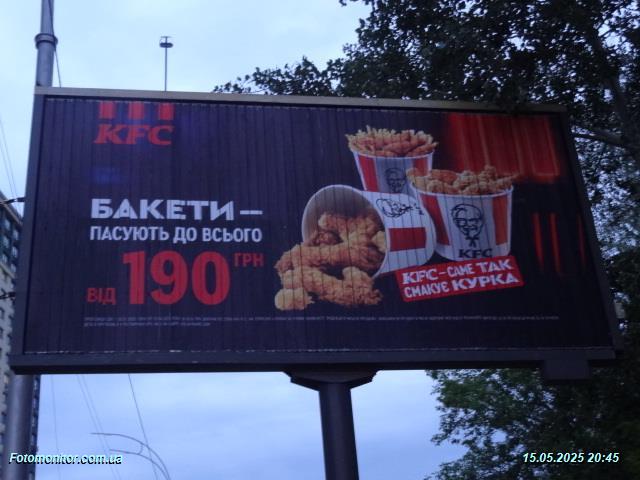 KFC
БАКЕТИ –
ПАСУЮТЬ ДО ВСЬОГО
ВІД 190 ГРН
KFC
KFC – САМЕ ТАК
СМАКУЄ КУРКА
Fotomonitor.com.ua
15.05.2025 20:45